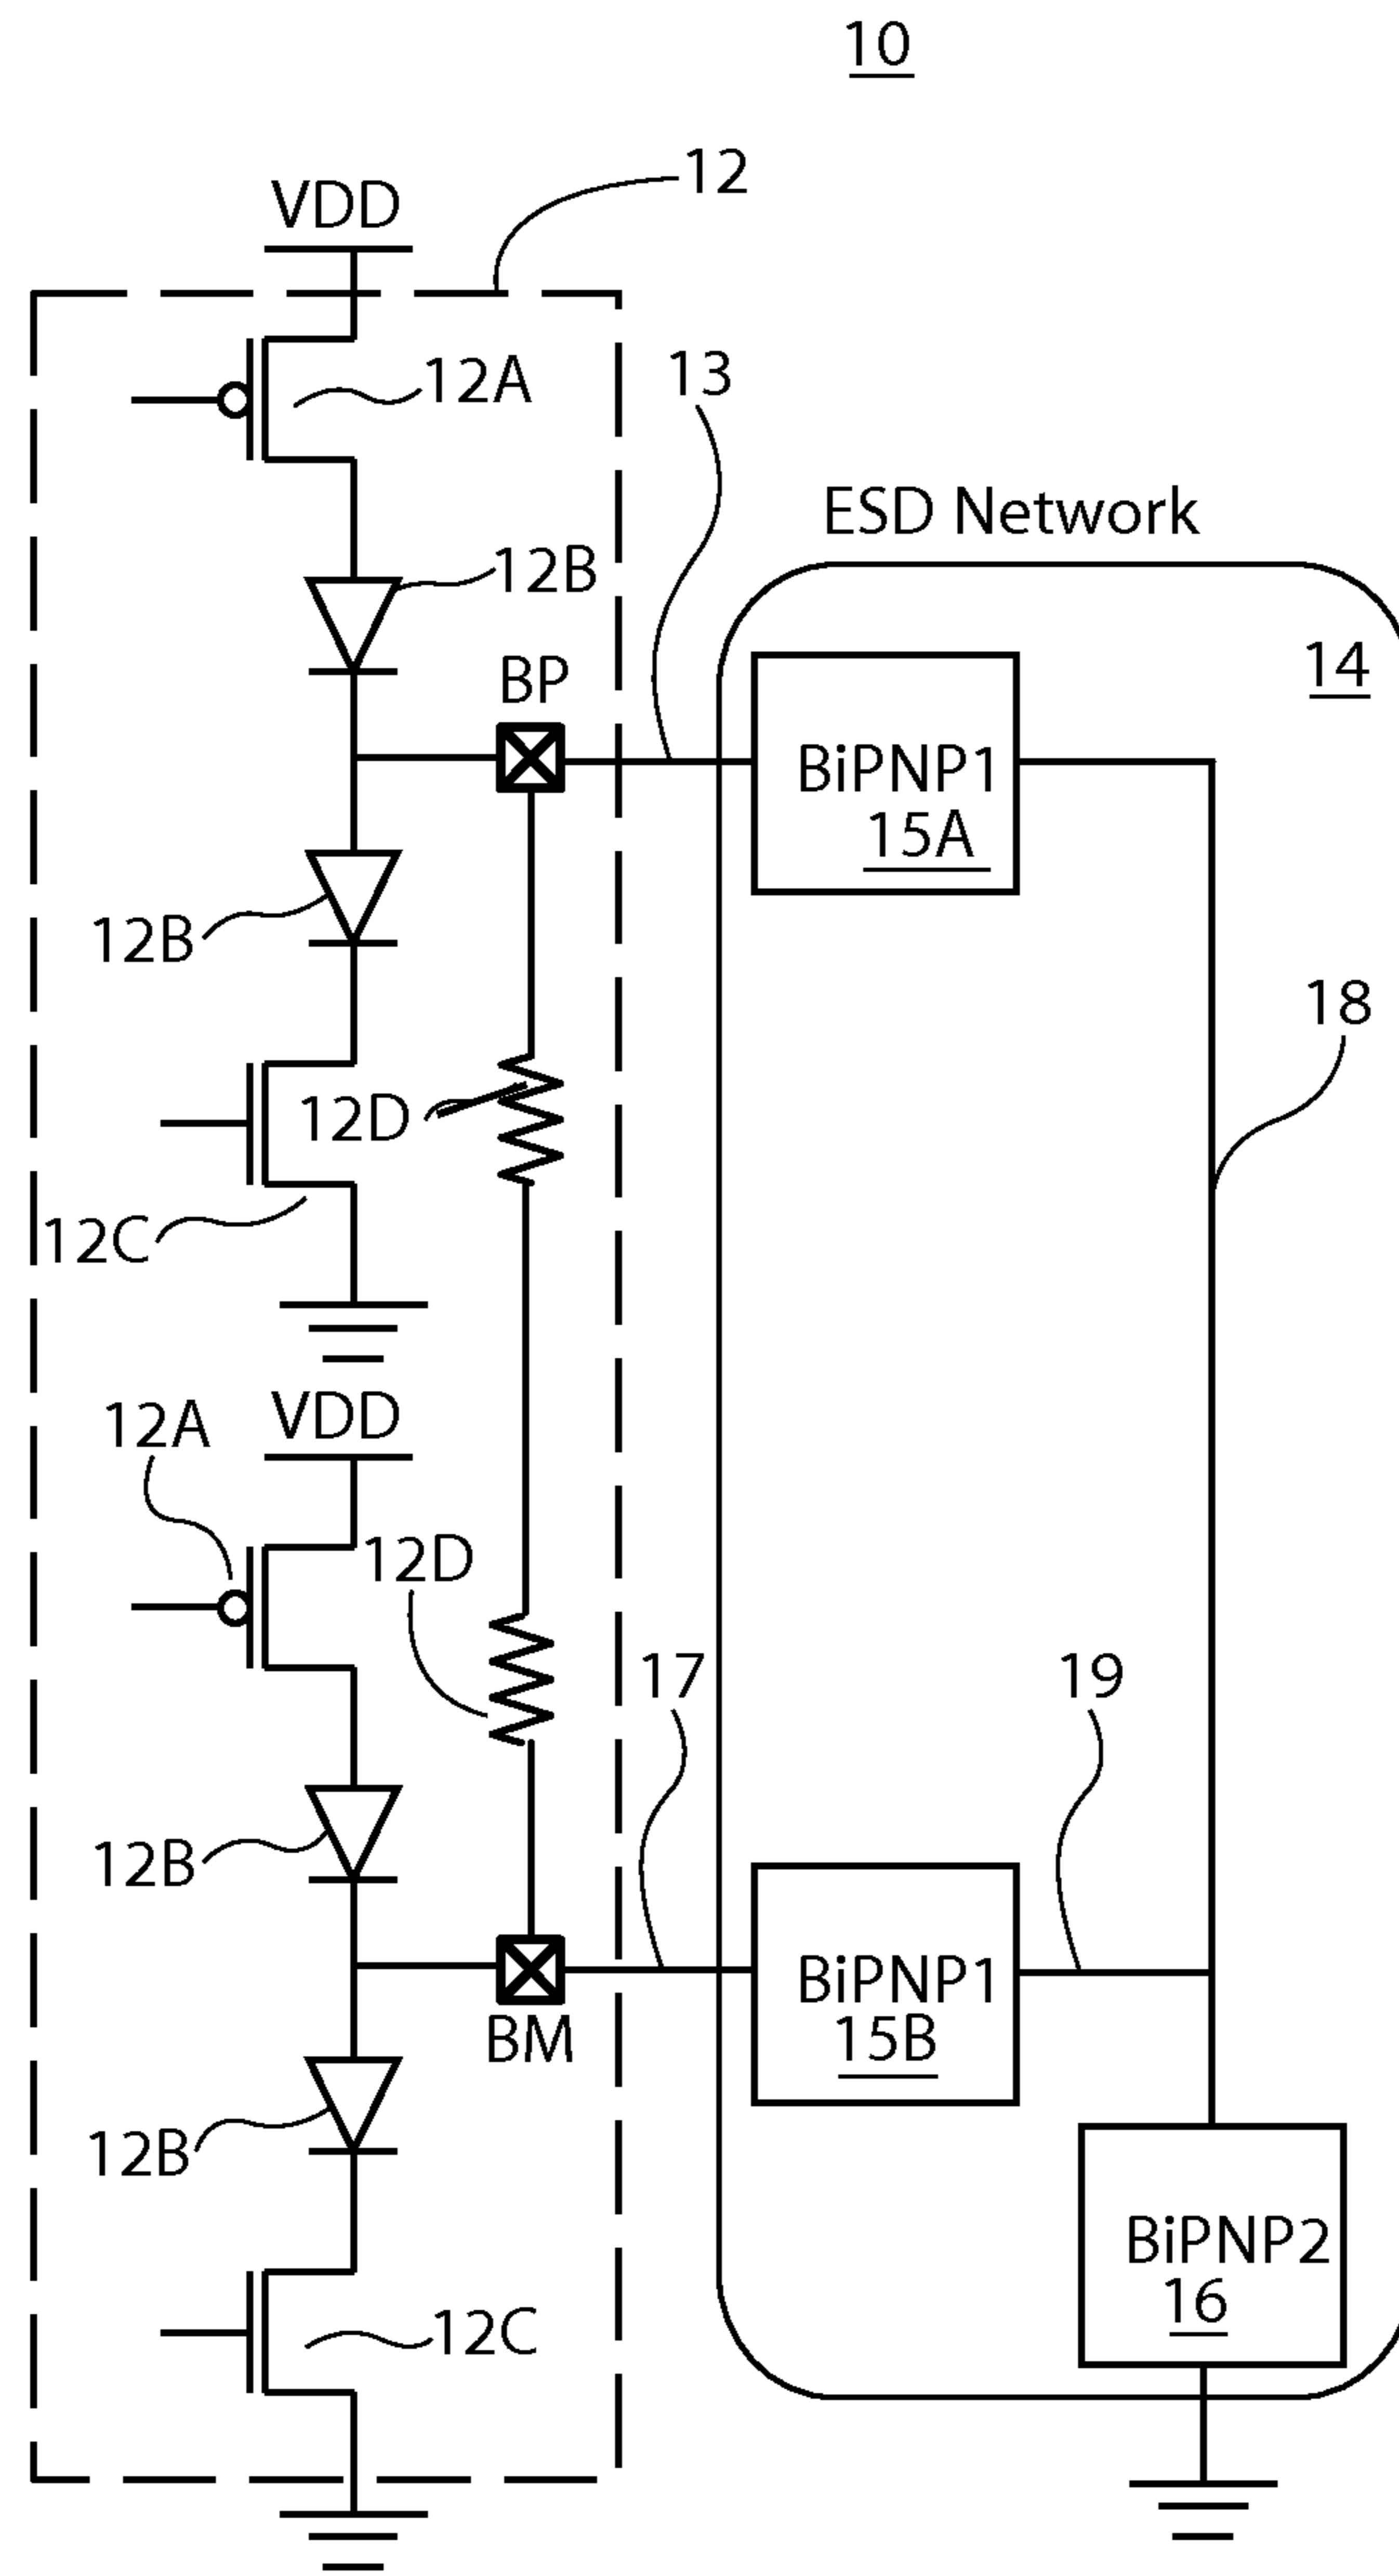 10
12
VDD
12A
13
ESD Network
12B
14
BP
BiPNP1
15A
12B
18
12D
12C
VDD
12A
12D
17
19
12B
BiPNP1
15B
BM
12B
BiPNP2
16
12C